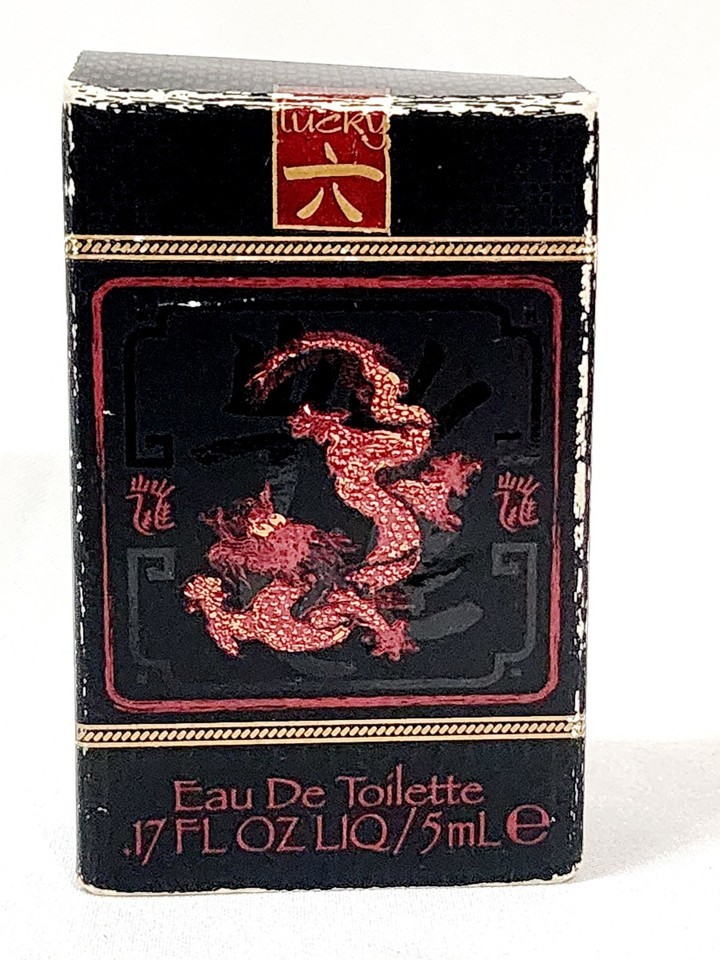 lucky
六
Eau De Toilette
.17 FL OZ LIQ/5mL ℮